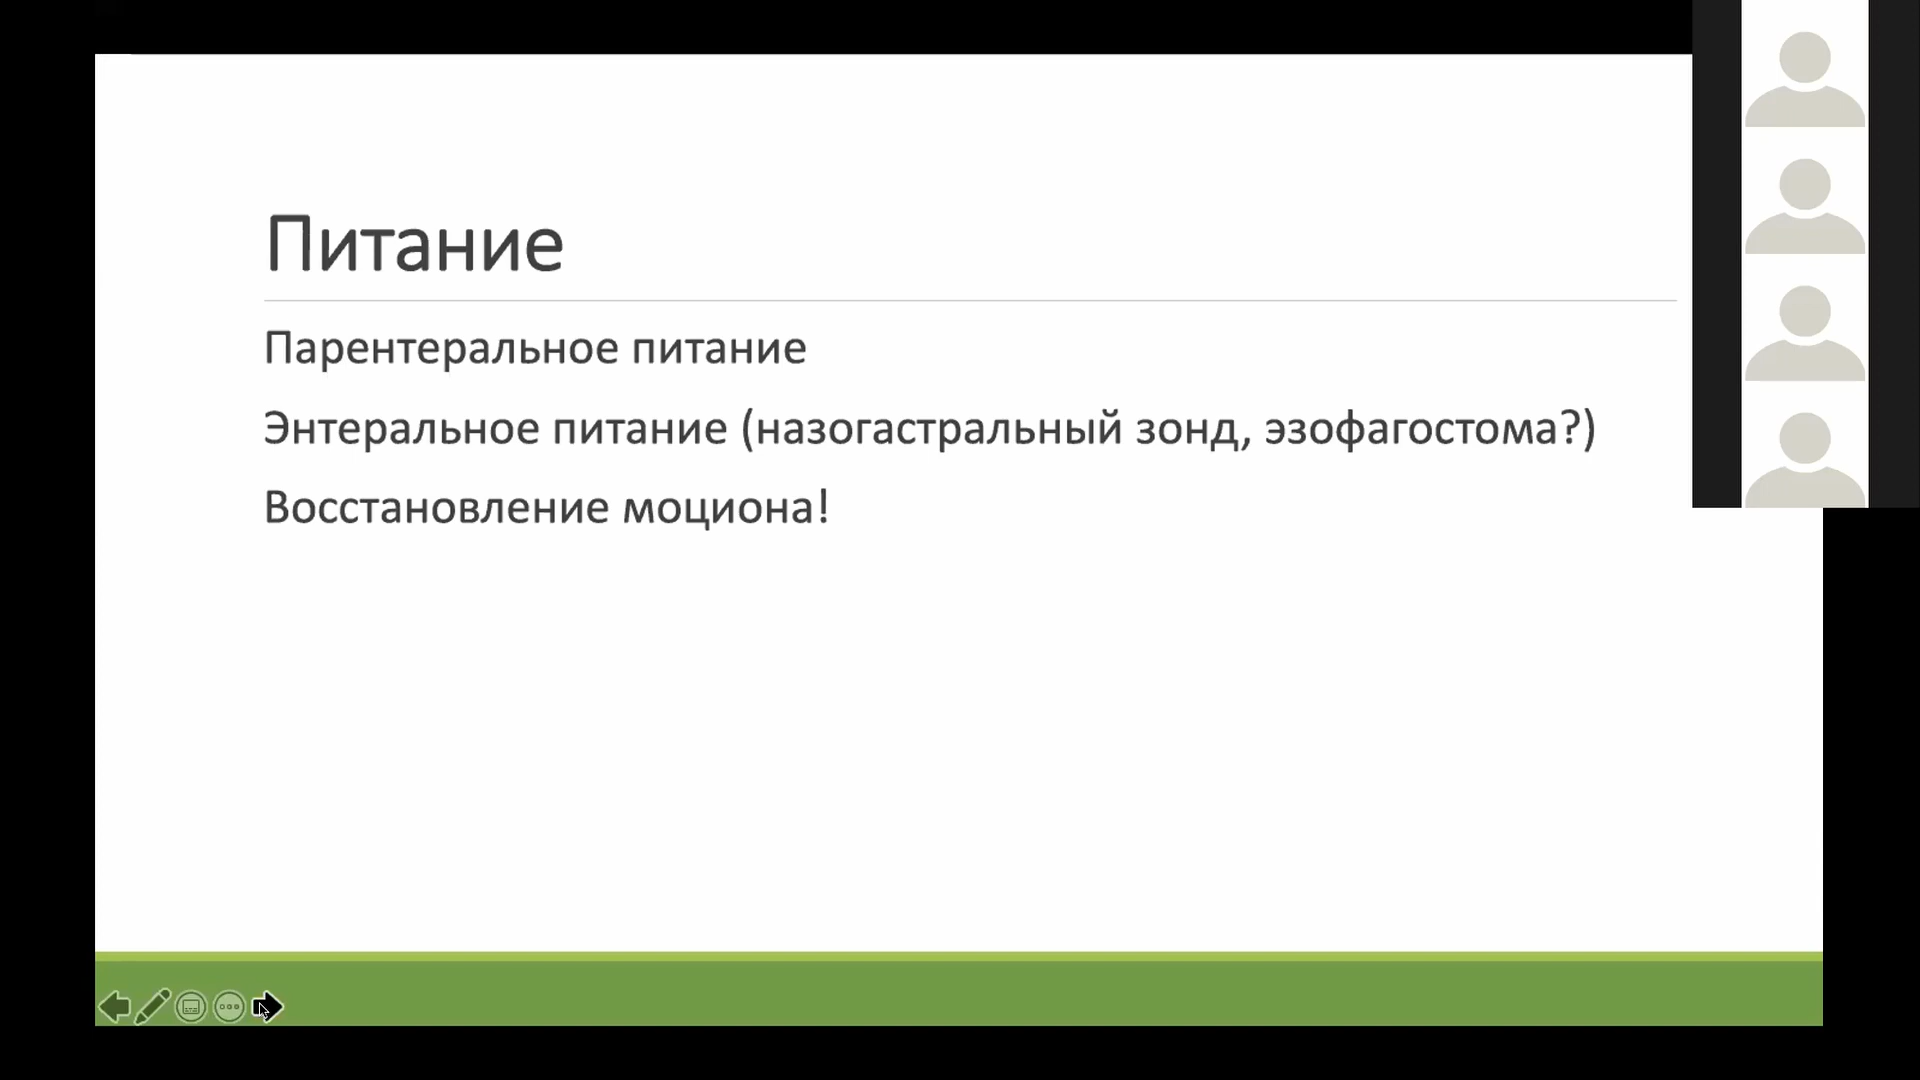 Питание
Парентеральное питание
Энтеральное питание (назогастральный зонд, эзофагостома?)
Восстановление моциона!